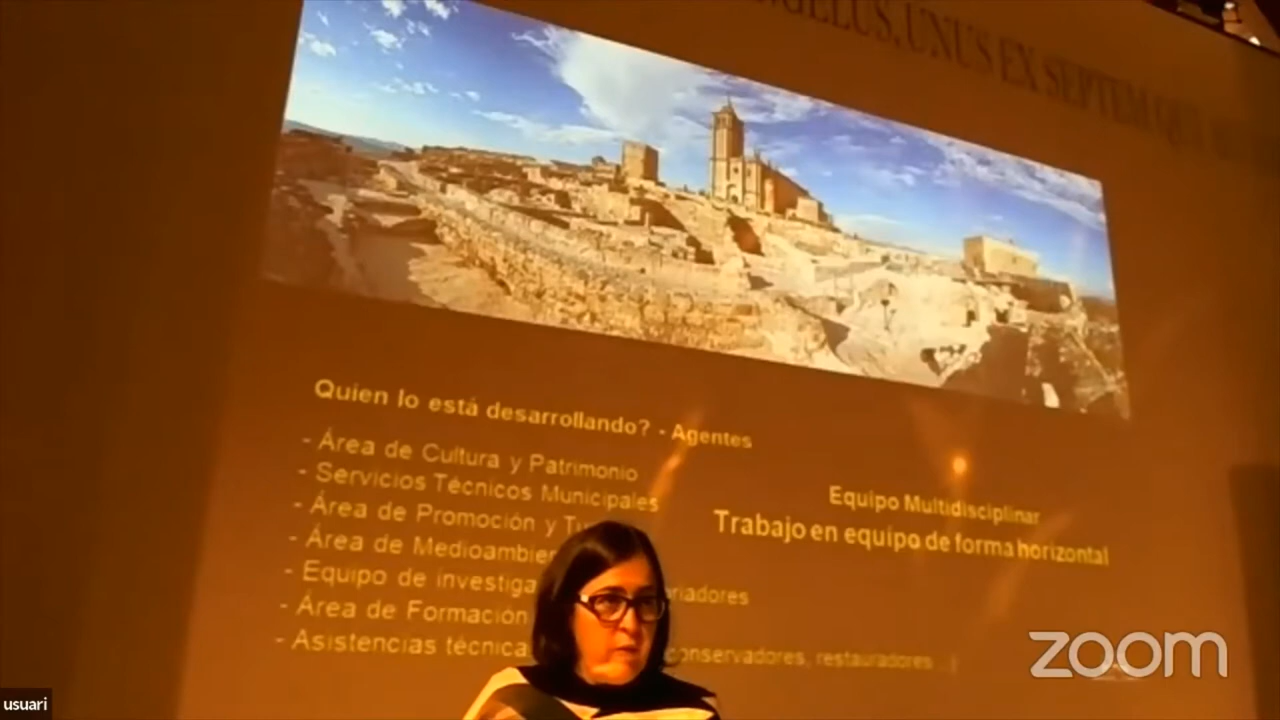 ANGELUS, UNUS EX SEPTEM QUI
Quien lo está desarrollando? - Agentes
- Área de Cultura y Patrimonio
- Servicios Técnicos Municipales
- Área de Promoción y Tu
- Área de Medioambie
- Equipo de investiga riadores
- Área de Formación
- Asistencias técnica conservadores, restauradores
Equipo Multidisciplinar
Trabajo en equipo de forma horizontal
zoom
usuari